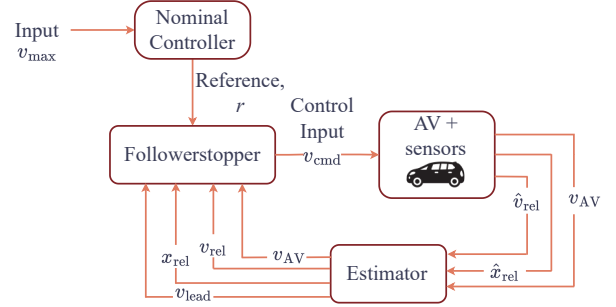 Input
v_max
Nominal
Controller
Reference,
r
Control
Input
v_cmd
Followerstopper
AV +
sensors
v̂_rel
v_AV
x̂_rel
x_rel
v_rel
v_AV
v_lead
Estimator